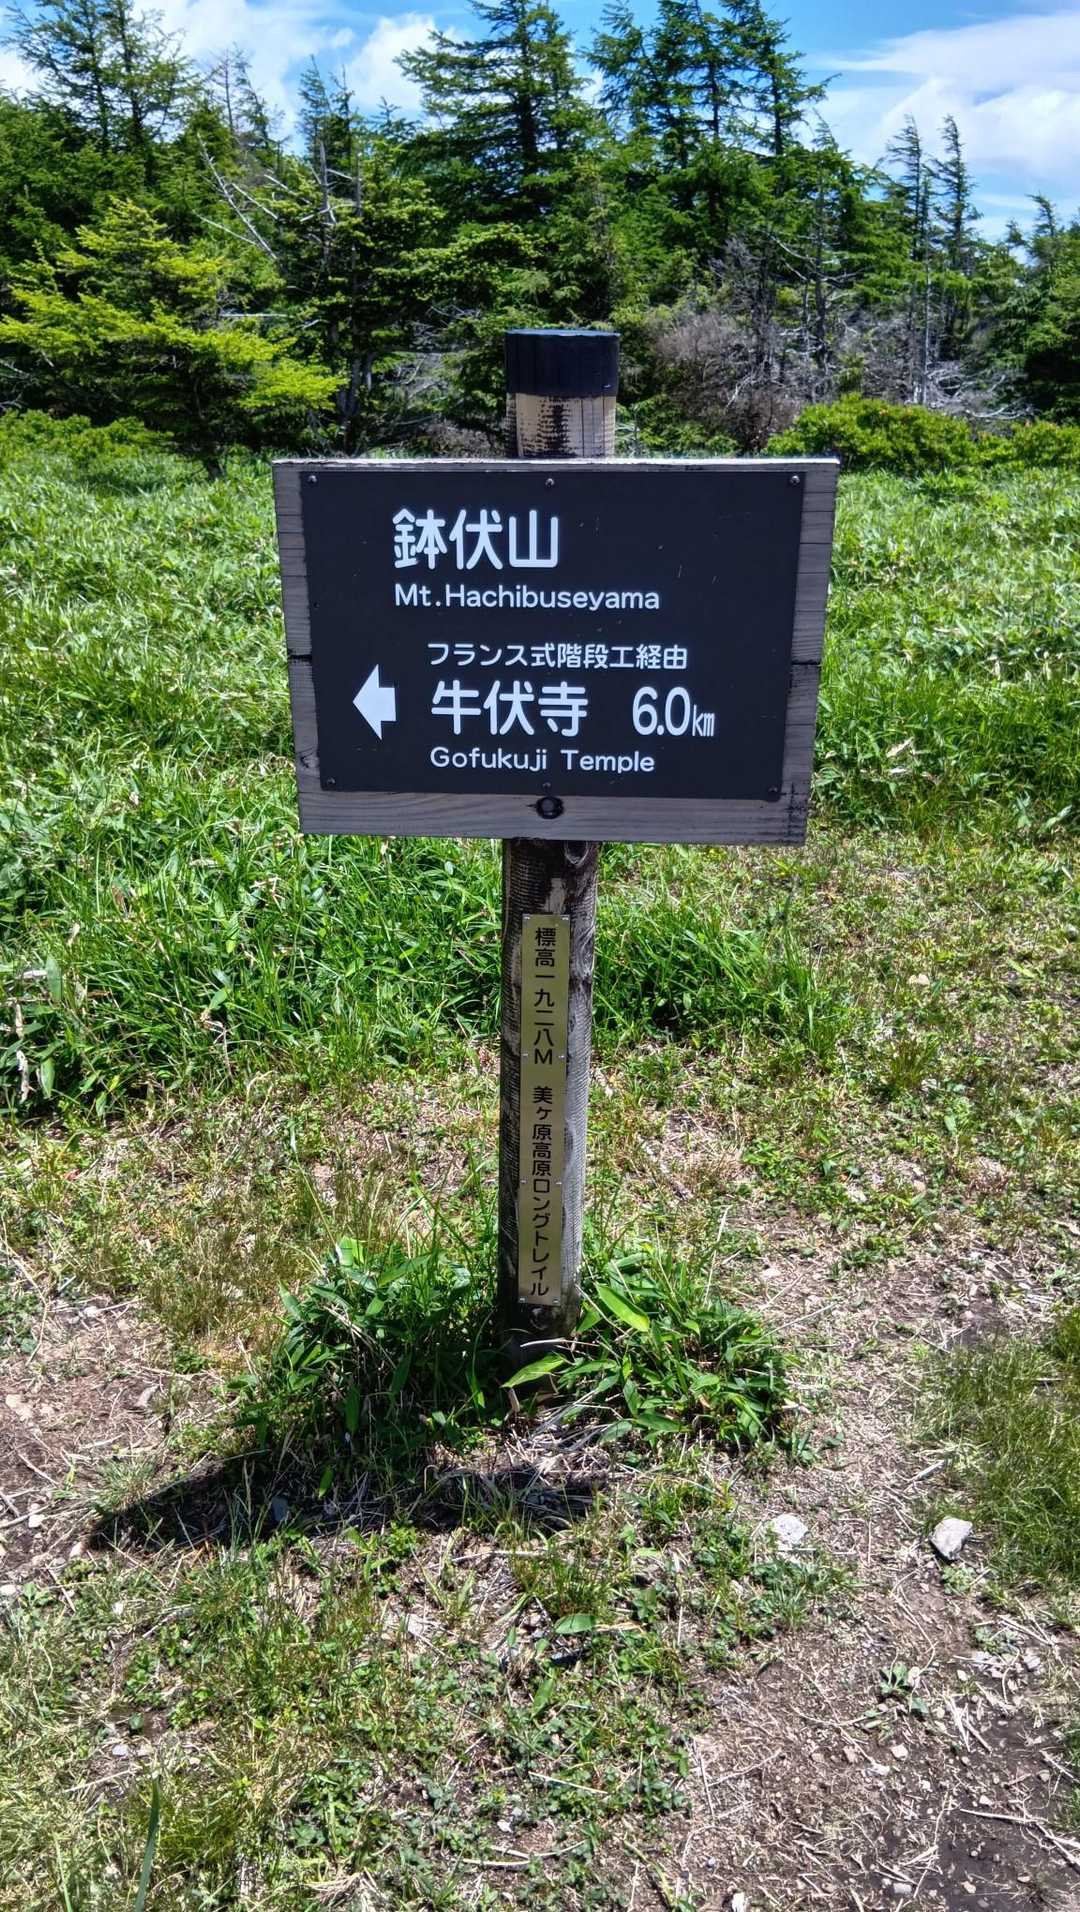 鉢伏山
Mt.Hachibuseyama
フランス式階段工経由
牛伏寺 6.0km
Gofukuji Temple
標高一九二八M 美ヶ原高原ロングトレイル